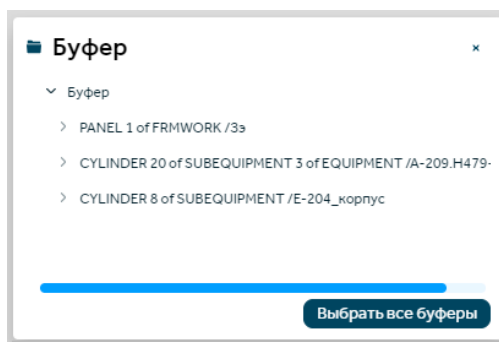 Буфер
Буфер
PANEL 1 of FRMWORK /3э
CYLINDER 20 of SUBEQUIPMENT 3 of EQUIPMENT /A-209.H479-
CYLINDER 8 of SUBEQUIPMENT /E-204_корпус
Выбрать все буферы